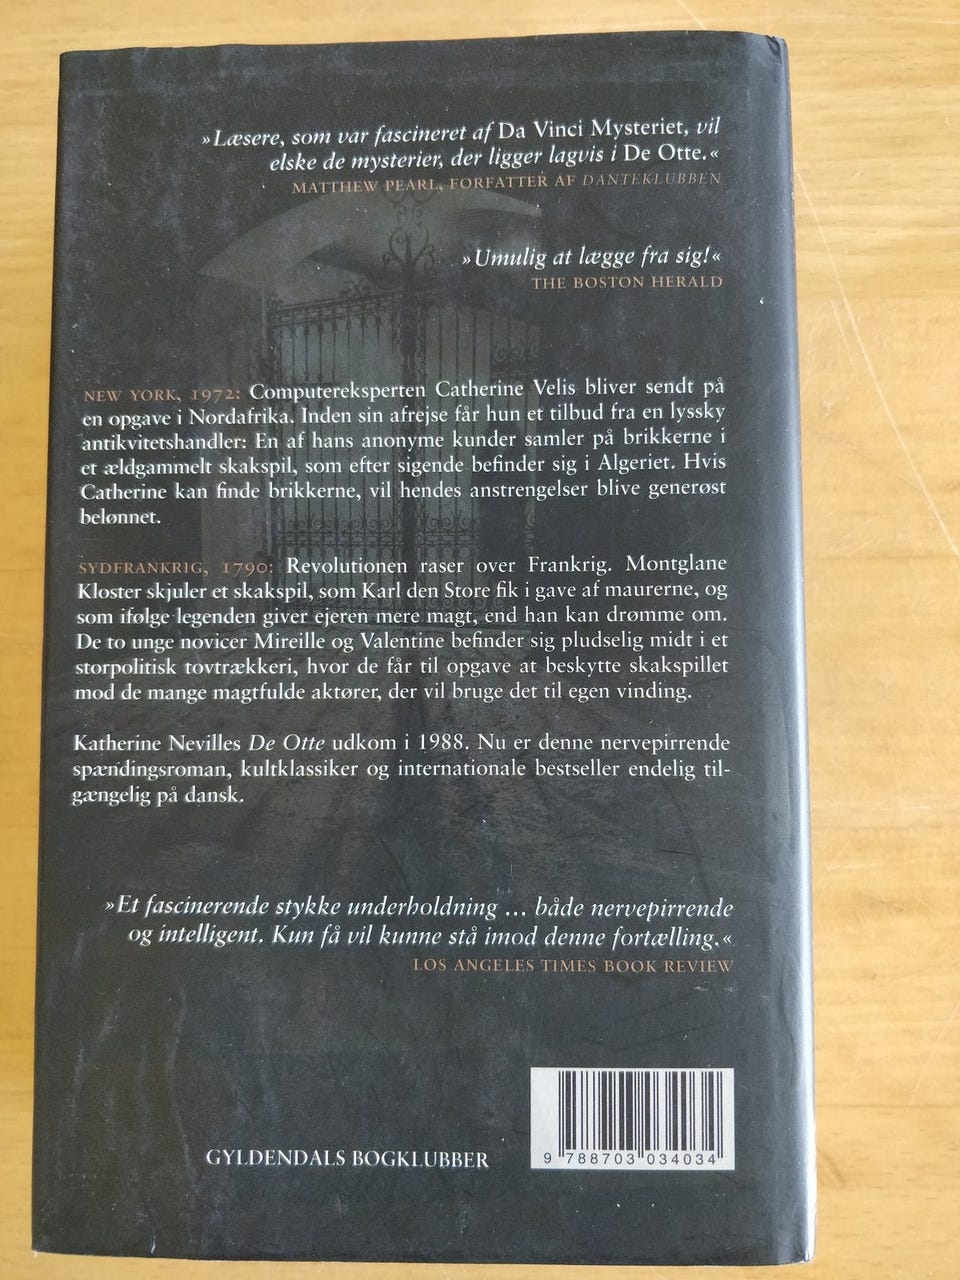 »Læsere, som var fascineret af Da Vinci Mysteriet, vil
elske de mysterier, der ligger lagvis i De Otte.«
MATTHEW PEARL, FORFATTER AF DANTEKLUBBEN
»Umulig at lægge fra sig!«
THE BOSTON HERALD
NEW YORK, 1972: Computereksperten Catherine Velis bliver sendt på
en opgave i Nordafrika. Inden sin afrejse får hun et tilbud fra en lyssky
antikvitetshandler: En af hans anonyme kunder samler på brikkerne i
et ældgammelt skakspil, som efter sigende befinder sig i Algeriet. Hvis
Catherine kan finde brikkerne, vil hendes anstrengelser blive generøst
belønnet.
SYDFRANKRIG, 1790: Revolutionen raser over Frankrig. Montglane
Kloster skjuler et skakspil, som Karl den Store fik i gave af maurerne, og
som ifølge legenden giver ejeren mere magt, end han kan drømme om.
De to unge novicer Mireille og Valentine befinder sig pludselig midt i et
storpolitisk tovtrækkeri, hvor de får til opgave at beskytte skakspillet
mod de mange magtfulde aktører, der vil bruge det til egen vinding.
Katherine Nevilles De Otte udkom i 1988. Nu er denne nervepirrende
spændingsroman, kultklassiker og internationale bestseller endelig til-
gængelig på dansk.
»Et fascinerende stykke underholdning ... både nervepirrende
og intelligent. Kun få vil kunne stå imod denne fortælling.«
LOS ANGELES TIMES BOOK REVIEW
GYLDENDALS BOGKLUBBER
9 788703 034034